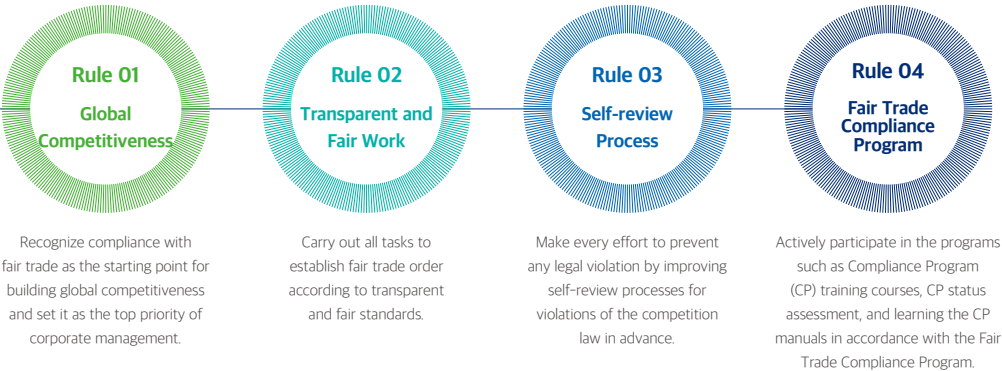 Rule 01
Global
Competitiveness
Recognize compliance with
fair trade as the starting point for
building global competitiveness
and set it as the top priority of
corporate management.
Rule 02
Transparent and
Fair Work
Carry out all tasks to
establish fair trade order
according to transparent
and fair standards.
Rule 03
Self-review
Process
Make every effort to prevent
any legal violation by improving
self-review processes for
violations of the competition
law in advance.
Rule 04
Fair Trade
Compliance
Program
Actively participate in the programs
such as Compliance Program
(CP) training courses, CP status
assessment, and learning the CP
manuals in accordance with the Fair
Trade Compliance Program.